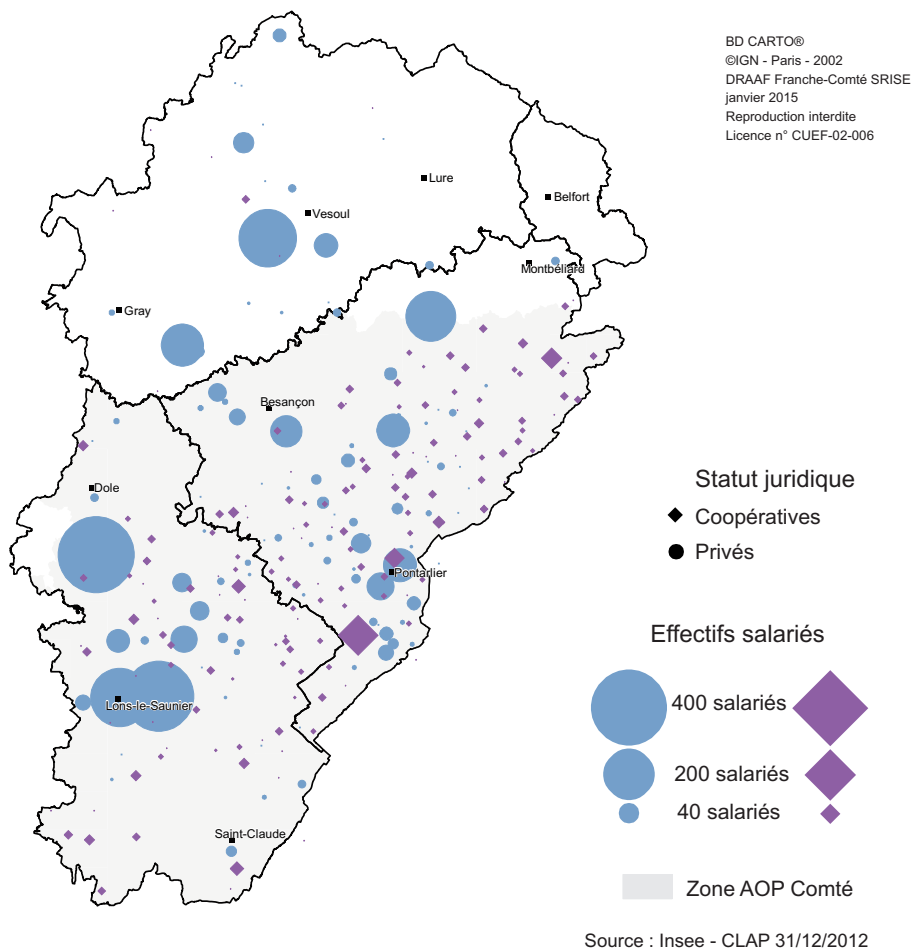 BD CARTO®
©IGN - Paris - 2002
DRAAF Franche-Comté SRISE
janvier 2015
Reproduction interdite
Licence n° CUEF-02-006
Lure
Belfort
Vesoul
Montbéliard
Gray
Besançon
Dole
Pontarlier
Lons-le-Saunier
Saint-Claude
Statut juridique
Coopératives
Privés
Effectifs salariés
400 salariés
200 salariés
40 salariés
Zone AOP Comté
Source : Insee - CLAP 31/12/2012